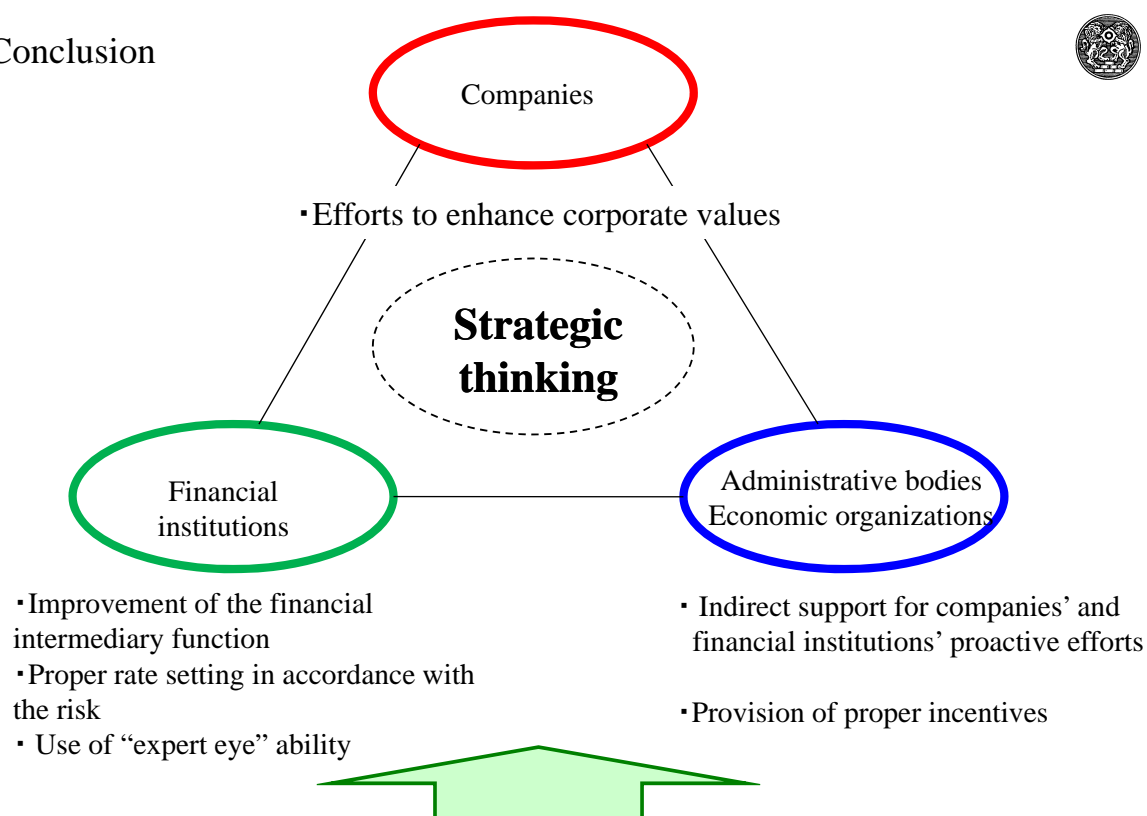 Conclusion
Companies
▪Efforts to enhance corporate values
Strategic
thinking
Financial
institutions
Administrative bodies
Economic organizations
▪Improvement of the financial
intermediary function
▪Proper rate setting in accordance with
the risk
▪ Use of “expert eye” ability
▪ Indirect support for companies’ and
financial institutions’ proactive efforts
▪Provision of proper incentives